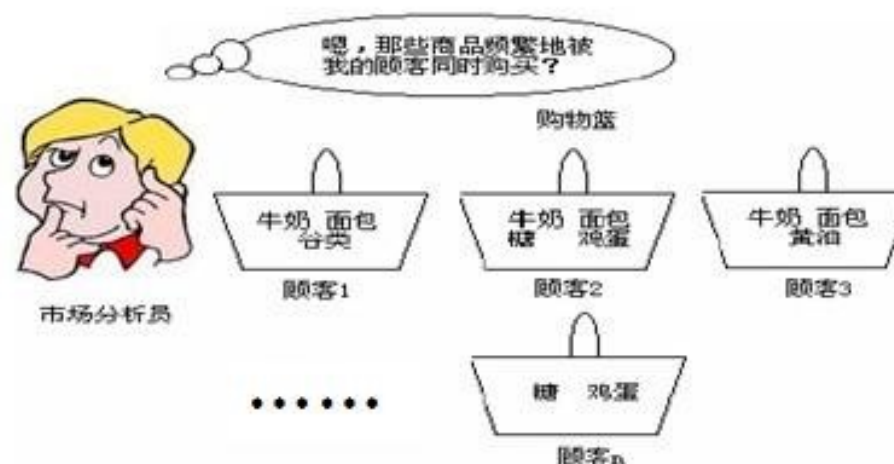 嗯，那些商品频繁地被
我的顾客同时购买？
购物篮
牛奶 面包
谷类
牛奶 面包
糖 鸡蛋
牛奶 面包
黄油
顾客1
顾客2
顾客3
市场分析员
......
糖 鸡蛋
顾客n